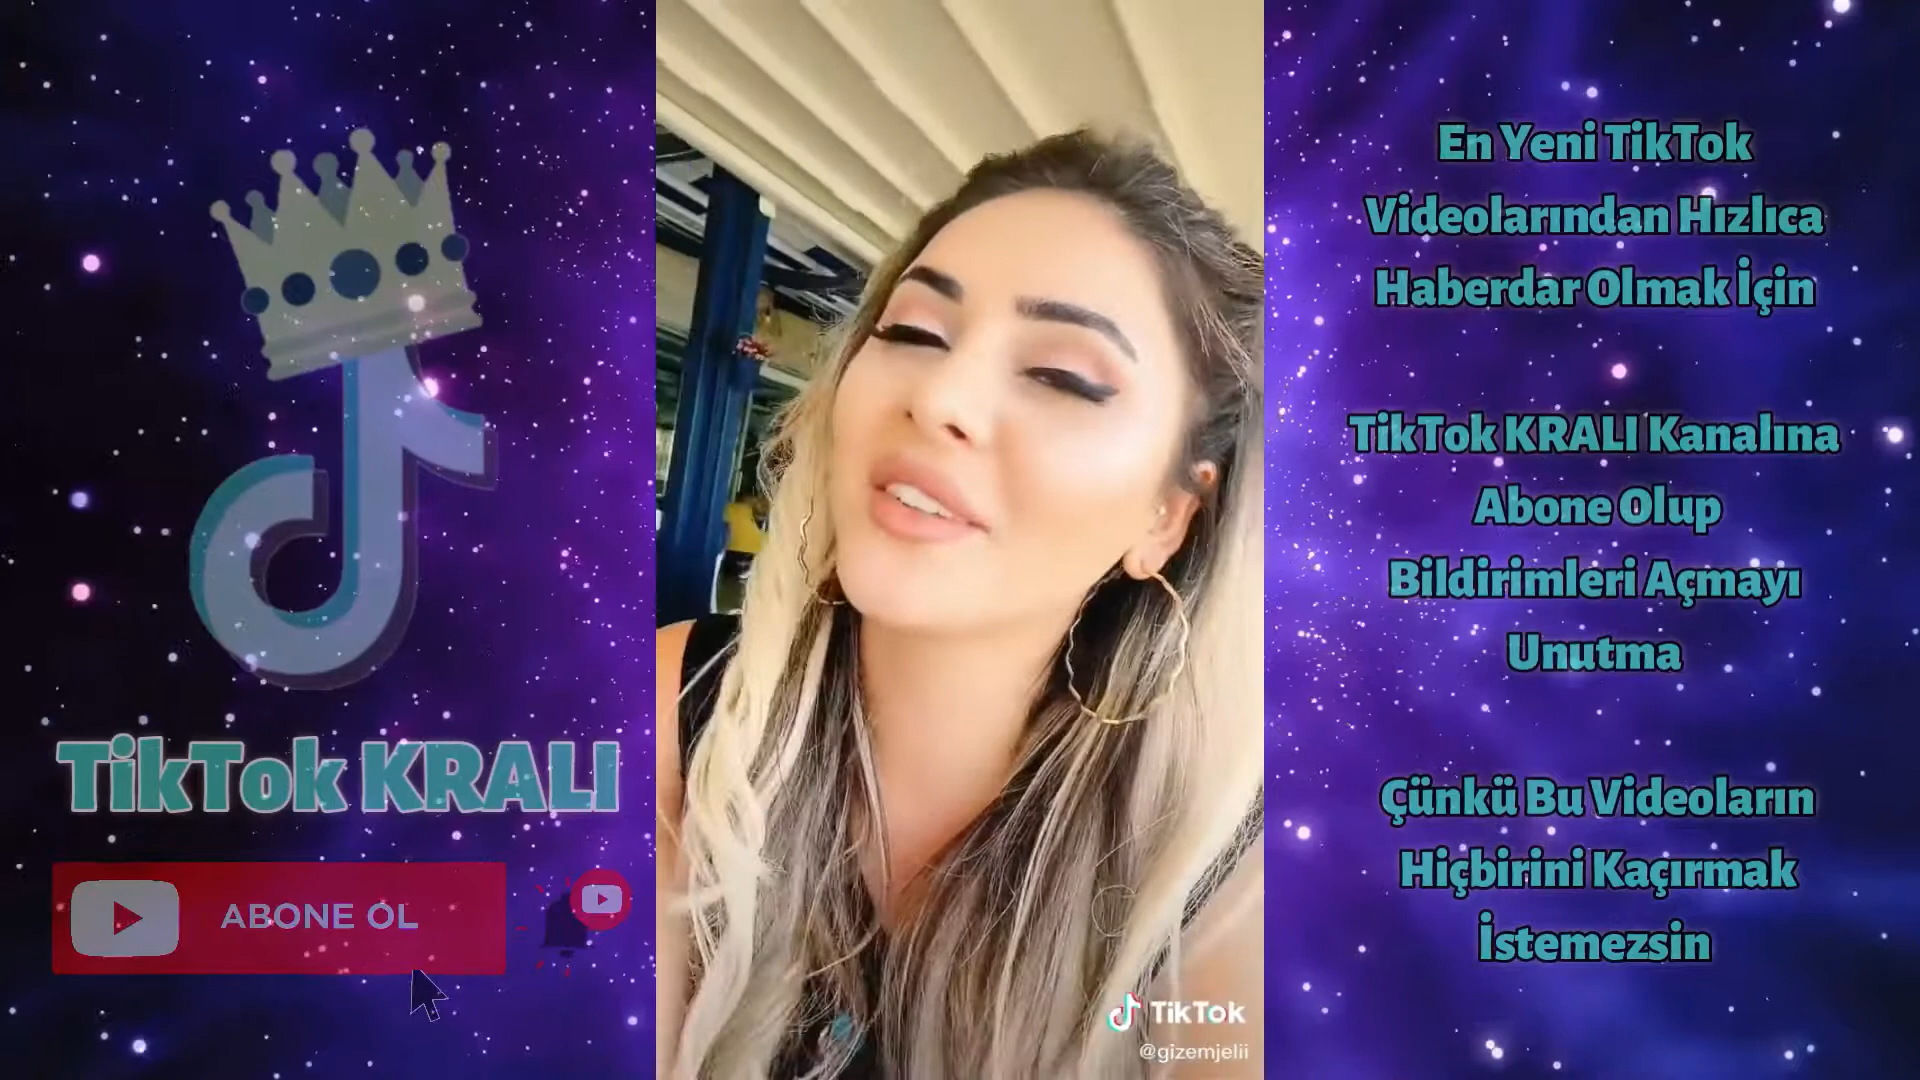 TikTok KRALI
ABONE OL
TikTok
@gizemjelii
En Yeni TikTok
Videolarından Hızlıca
Haberdar Olmak İçin
TikTok KRALI Kanalına
Abone Olup
Bildirimleri Açmayı
Unutma
Çünkü Bu Videoların
Hiçbirini Kaçırmak
İstemezsin